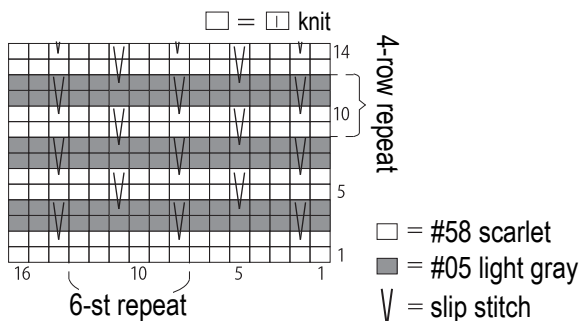 □ = □ knit
14
10
5
1
4-row repeat
16 10 5 1
6-st repeat
□ = #58 scarlet
■ = #05 light gray
V = slip stitch